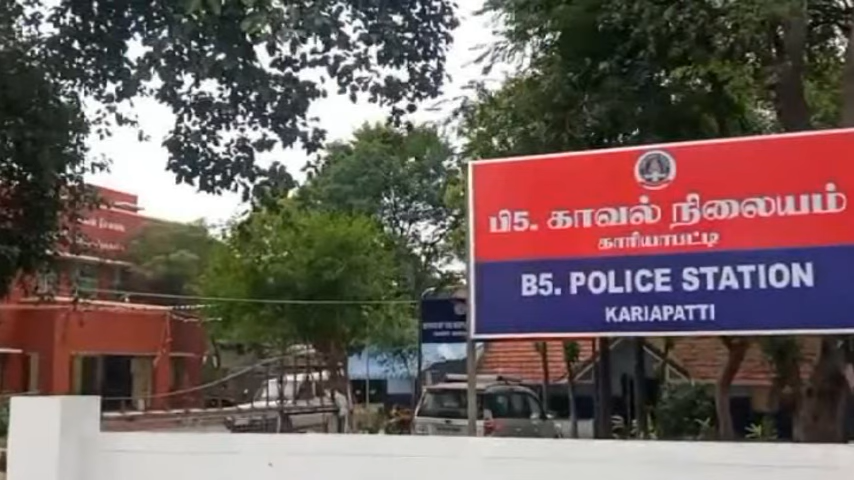 பி5. காவல் நிலையம்
காரியாபட்டி
B5. POLICE STATION
KARIAPATTI